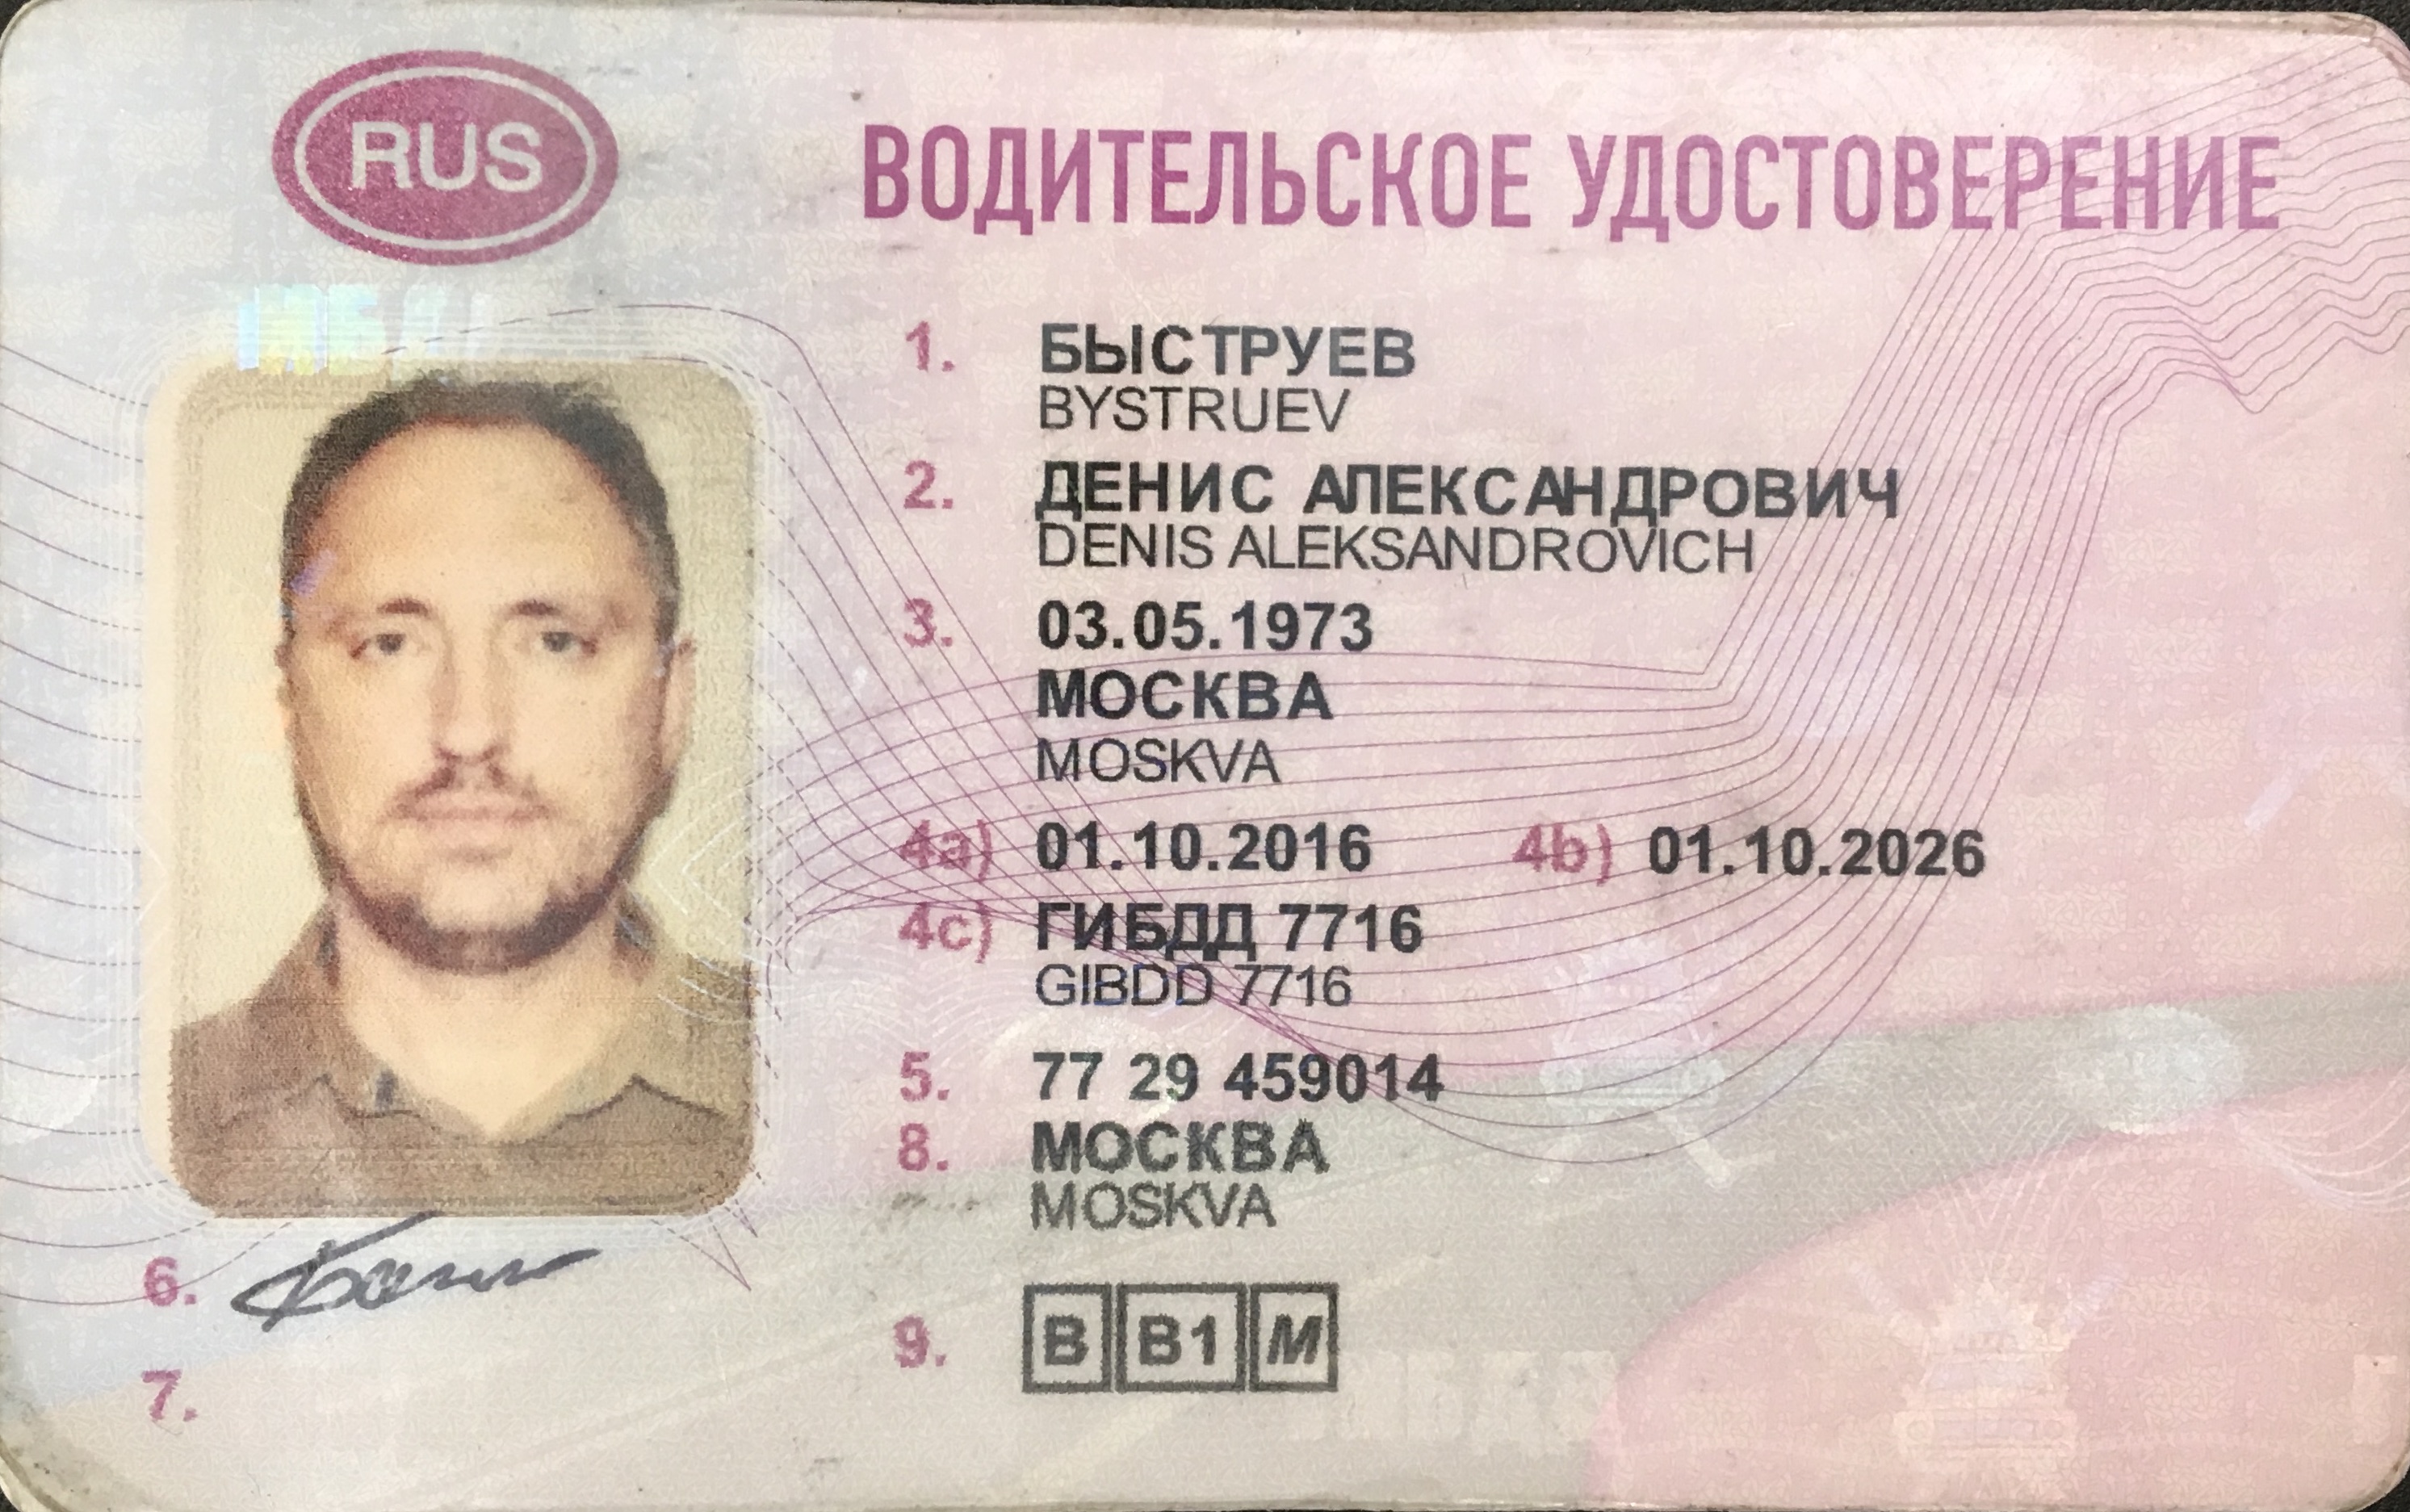 RUS
ВОДИТЕЛЬСКОЕ УДОСТОВЕРЕНИЕ
1. БЫСТРУЕВ
BYSTRUEV
2. ДЕНИС АЛЕКСАНДРОВИЧ
DENIS ALEKSANDROVICH
3. 03.05.1973
МОСКВА
MOSKVA
4a) 01.10.2016 4b) 01.10.2026
4c) ГИБДД 7716
GIBDD 7716
5. 77 29 459014
8. МОСКВА
MOSKVA
6.
9. B B1 M
7.